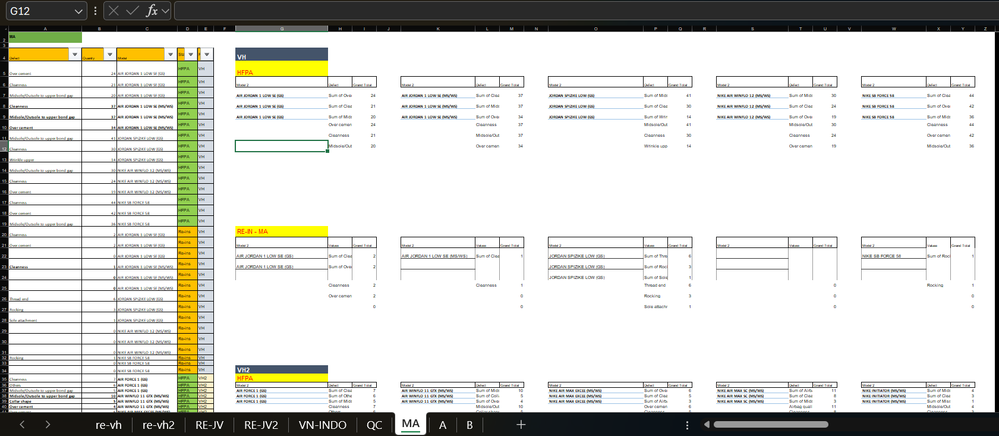 G12
fx
A B C D E F G H I J K L M N O P Q R S T U V W X Y Z
2 MA
3
4 Defect Quantity Model VH
5 Over cement 24 AIR JORDAN 1 LOW SE (GS) HFPA VH HFPA
6 Cleanness 21 AIR JORDAN 1 LOW SE (GS) HFPA VH Model 2 Defect Grand Total Model 2 Defect Grand Total Model 2 Defect Grand Total Model 2 Defect Grand Total Model 2 Defect Grand Total
7 Midsole/Outsole to upper bond gap 20 AIR JORDAN 1 LOW SE (GS) HFPA VH AIR JORDAN 1 LOW SE (GS) Sum of Ove 24 AIR JORDAN 1 LOW SE (MS/WS) Sum of Clea 37 JORDAN SPIZIKE LOW (GS) Sum of Mids 41 NIKE AIR WINFLO 12 (MS/WS) Sum of Mids 30 NIKE SB FORCE 58 Sum of Clea 44
8 Cleanness 37 AIR JORDAN 1 LOW SE (MS/WS) HFPA VH AIR JORDAN 1 LOW SE (GS) Sum of Clea 21 AIR JORDAN 1 LOW SE (MS/WS) Sum of Mids 37 JORDAN SPIZIKE LOW (GS) Sum of Clea 30 NIKE AIR WINFLO 12 (MS/WS) Sum of Clea 24 NIKE SB FORCE 58 Sum of Over 42
9 Midsole/Outsole to upper bond gap 37 AIR JORDAN 1 LOW SE (MS/WS) HFPA VH AIR JORDAN 1 LOW SE (GS) Sum of Mids 20 AIR JORDAN 1 LOW SE (MS/WS) Sum of Over 34 JORDAN SPIZIKE LOW (GS) Sum of Wrin 14 NIKE AIR WINFLO 12 (MS/WS) Sum of Over 19 NIKE SB FORCE 58 Sum of Mids 36
10 Over cement 34 AIR JORDAN 1 LOW SE (MS/WS) HFPA VH Over cemen 24 Cleanness 37 Midsole/Out 41 Midsole/Out 30 Cleanness 44
11 Midsole/Outsole to upper bond gap 41 JORDAN SPIZIKE LOW (GS) HFPA VH Cleanness 21 Midsole/Out 37 Cleanness 30 Cleanness 24 Over cemen 42
12 Cleanness 30 JORDAN SPIZIKE LOW (GS) HFPA VH Midsole/Out 20 Over cemen 34 Wrinkle upp 14 Over cemen 19 Midsole/Out 36
13 Wrinkle upper 14 JORDAN SPIZIKE LOW (GS) HFPA VH
14 Midsole/Outsole to upper bond gap 30 NIKE AIR WINFLO 12 (MS/WS) HFPA VH
15 Cleanness 24 NIKE AIR WINFLO 12 (MS/WS) HFPA VH
16 Over cement 19 NIKE AIR WINFLO 12 (MS/WS) HFPA VH
17 Cleanness 44 NIKE SB FORCE 58 HFPA VH
18 Over cement 42 NIKE SB FORCE 58 HFPA VH
19 Midsole/Outsole to upper bond gap 36 NIKE SB FORCE 58 HFPA VH
20 Cleanness 2 AIR JORDAN 1 LOW SE (GS) Re-ins VH RE-IN - MA
21 Over cement 2 AIR JORDAN 1 LOW SE (GS) Re-ins VH Model 2 Values Grand Total Model 2 Values Grand Total Model 2 Values Grand Total Model 2 Values Grand Total Model 2 Values Grand Total
22 0 AIR JORDAN 1 LOW SE (GS) Re-ins VH AIR JORDAN 1 LOW SE (GS) Sum of Clea 2 AIR JORDAN 1 LOW SE (MS/WS) Sum of Clea 1 JORDAN SPIZIKE LOW (GS) Sum of Thre 6 NIKE SB FORCE 58 Sum of Rocl 1
23 Cleanness 1 AIR JORDAN 1 LOW SE (MS/WS) Re-ins VH AIR JORDAN 1 LOW SE (GS) Sum of Ove 2 JORDAN SPIZIKE LOW (GS) Sum of Rocl 3
24 0 AIR JORDAN 1 LOW SE (MS/WS) Re-ins VH JORDAN SPIZIKE LOW (GS) Sum of Sole 1
25 0 AIR JORDAN 1 LOW SE (MS/WS) Re-ins VH Cleanness 2 Cleanness 1 Thread end 6 0 Rocking 1
26 Thread end 6 JORDAN SPIZIKE LOW (GS) Re-ins VH Over cemen 2 0 Rocking 3 0 0
27 Rocking 3 JORDAN SPIZIKE LOW (GS) Re-ins VH 0 0 Sole attachr 1 0 0
28 Sole attachment 1 JORDAN SPIZIKE LOW (GS) Re-ins VH
29 0 NIKE AIR WINFLO 12 (MS/WS) Re-ins VH
30 0 NIKE AIR WINFLO 12 (MS/WS) Re-ins VH
31 0 NIKE AIR WINFLO 12 (MS/WS) Re-ins VH
32 Rocking 1 NIKE SB FORCE 58 Re-ins VH
33 0 NIKE SB FORCE 58 Re-ins VH
34 0 NIKE SB FORCE 58 Re-ins VH VH2
35 Cleanness 7 AIR FORCE 1 (GS) HFPA VH2 HFPA
36 Others 6 AIR FORCE 1 (GS) HFPA VH2 Model 2 Defect Grand Total Model 2 Defect Grand Total Model 2 Defect Grand Total Model 2 Defect Grand Total Model 2 Defect Grand Total
37 Midsole/Outsole to upper bond gap 5 AIR FORCE 1 (GS) HFPA VH2 AIR FORCE 1 (GS) Sum of Clea 7 AIR WINFLO 11 GTX (MS/WS) Sum of Mids 10 NIKE AIR MAX EXCEE (MS/WS) Sum of Over 6 NIKE AIR MAX SC (MS/WS) Sum of Airb 11 NIKE INITIATOR (MS/WS) Sum of Mids 4
38 Midsole/Outsole to upper bond gap 10 AIR WINFLO 11 GTX (MS/WS) HFPA VH2 AIR FORCE 1 (GS) Sum of Othe 6 AIR WINFLO 11 GTX (MS/WS) Sum of Coll 5 NIKE AIR MAX EXCEE (MS/WS) Sum of Clea 5 NIKE AIR MAX SC (MS/WS) Sum of Clea 8 NIKE INITIATOR (MS/WS) Sum of Clea 3
39 Collar shape 5 AIR WINFLO 11 GTX (MS/WS) HFPA VH2 AIR FORCE 1 (GS) Sum of Mids 5 AIR WINFLO 11 GTX (MS/WS) Sum of Over 4 NIKE AIR MAX EXCEE (MS/WS) Sum of Airb 3 NIKE AIR MAX SC (MS/WS) Sum of Mids 3 NIKE INITIATOR (MS/WS) Sum of Miss 1
40 Over cement 4 AIR WINFLO 11 GTX (MS/WS) HFPA VH2 Cleanness 7 Midsole/Out 10 Over cemen 6 Airbag quali 11 Midsole/Out 4
re-vh re-vh2 RE-JV RE-JV2 VN-INDO QC MA A B +